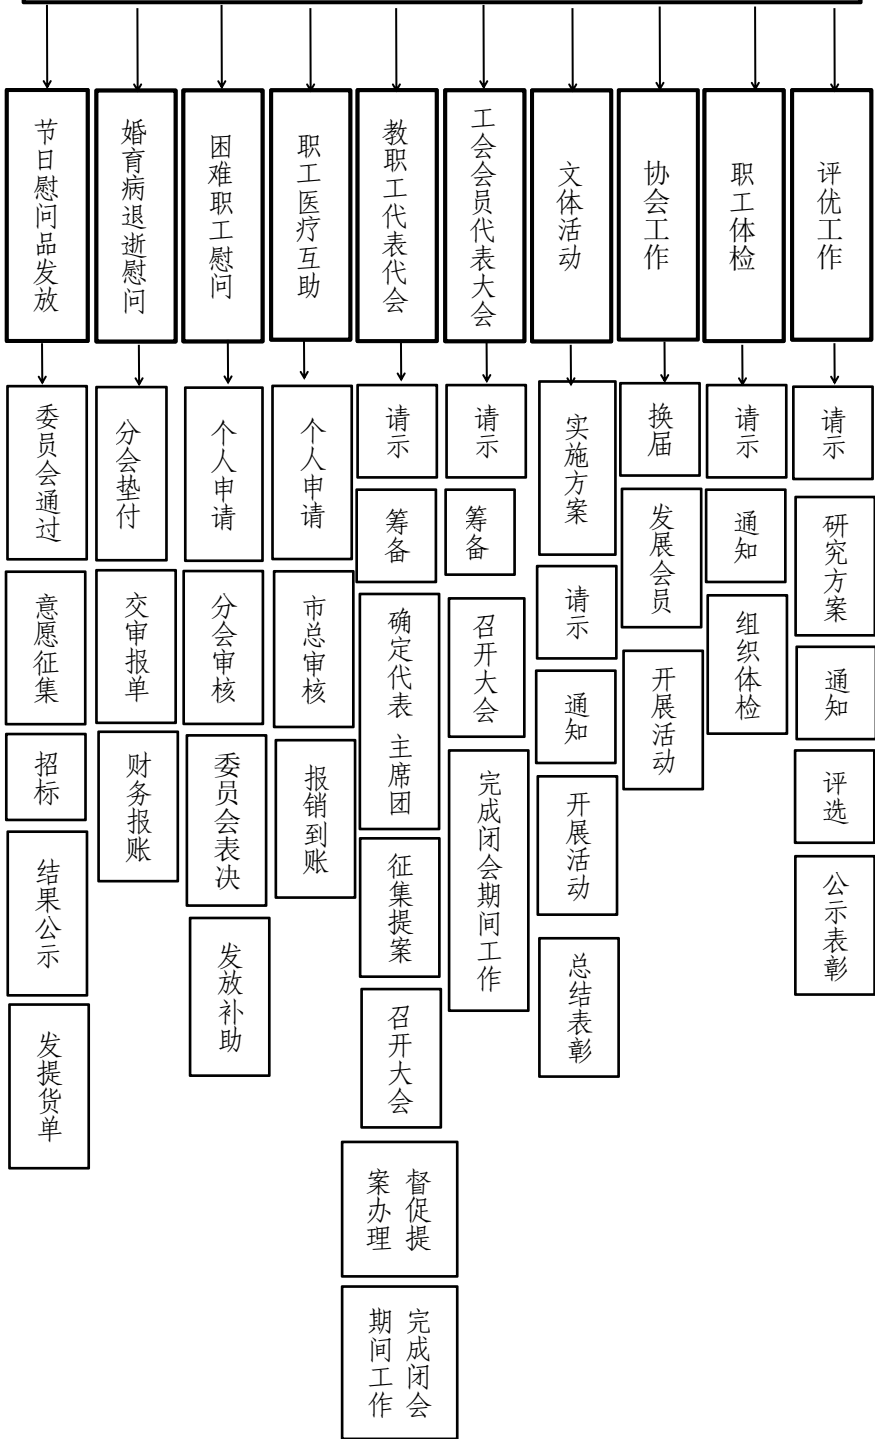 节日慰问品发放
婚育病退逝慰问
困难职工慰问
职工医疗互助
教职工代表代会
工会会员代表大会
文体活动
协会工作
职工体检
评优工作
委员会通过
意愿征集
招标
结果公示
发提货单
分会垫付
交审报单
财务报账
个人申请
分会审核
委员会表决
发放补助
个人申请
市总审核
报销到账
请示
筹备
确定代表 主席团
征集提案
召开大会
督促提
案办理
完成闭会
期间工作
请示
筹备
召开大会
完成闭会期间工作
实施方案
请示
通知
开展活动
总结表彰
换届
发展会员
开展活动
请示
通知
组织体检
请示
研究方案
通知
评选
公示表彰